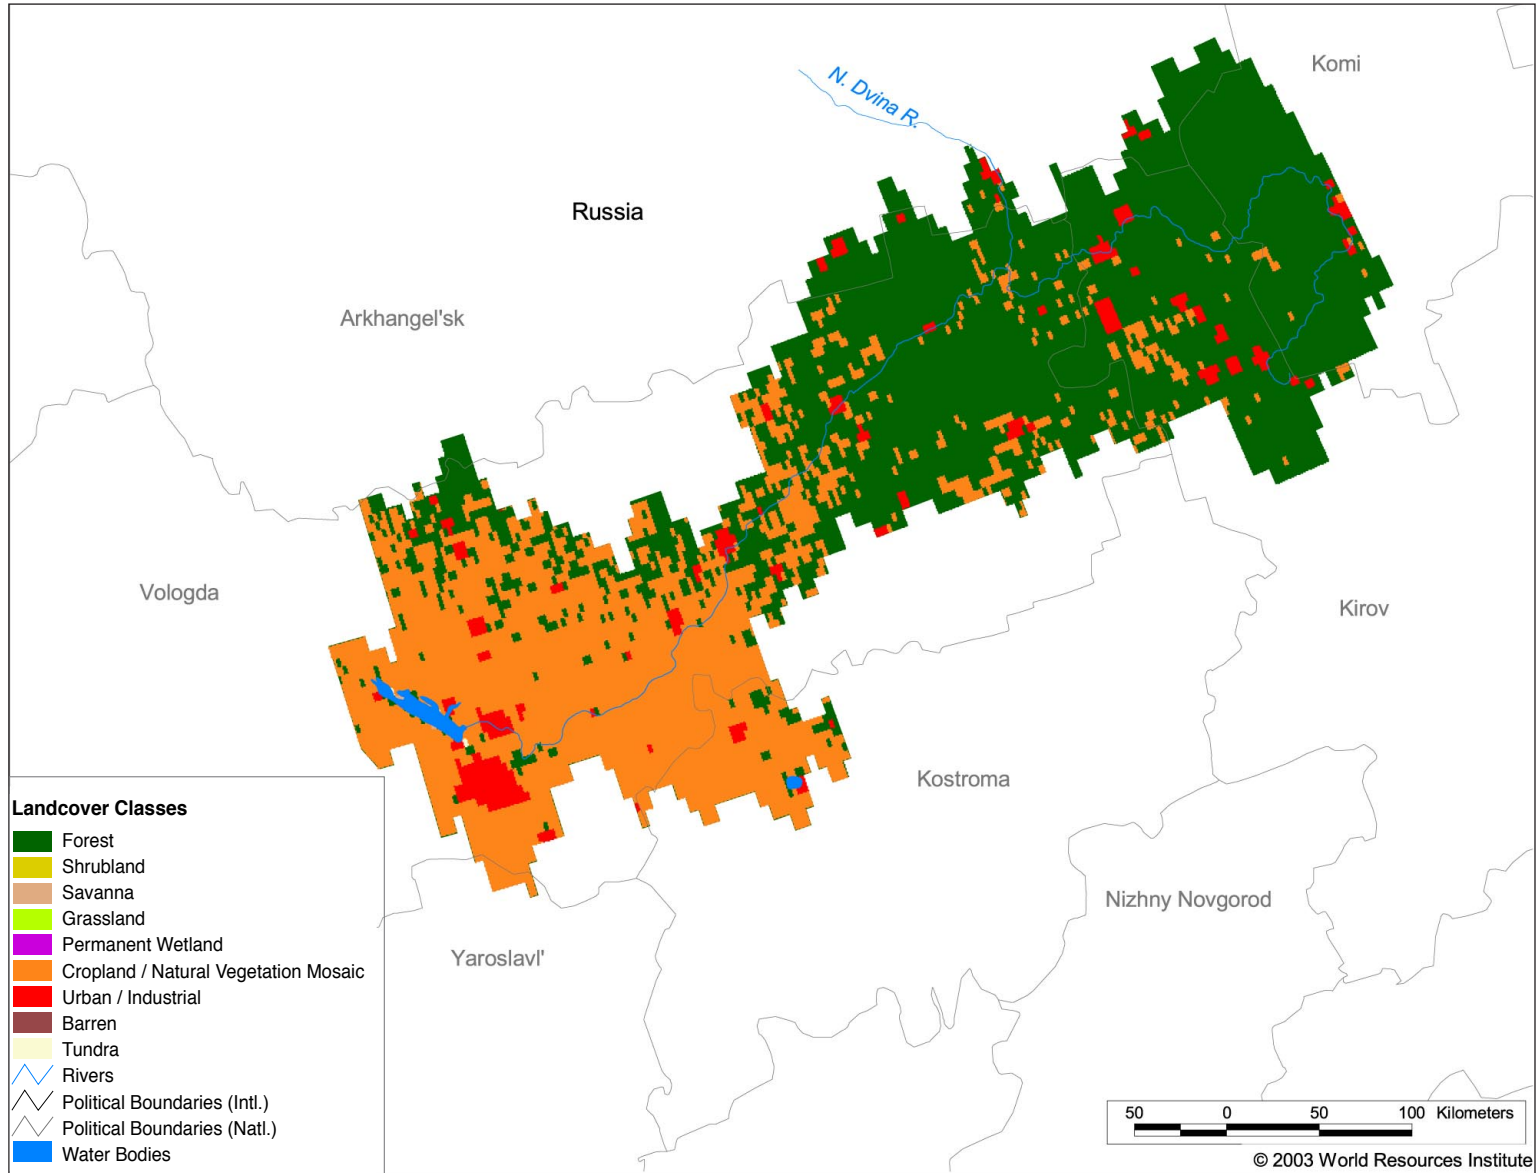 Komi
N. Dvina R.
Russia
Arkhangel'sk
Vologda
Kirov
Kostroma
Nizhny Novgorod
Yaroslavl'
Landcover Classes
Forest
Shrubland
Savanna
Grassland
Permanent Wetland
Cropland / Natural Vegetation Mosaic
Urban / Industrial
Barren
Tundra
Rivers
Political Boundaries (Intl.)
Political Boundaries (Natl.)
Water Bodies
50 0 50 100 Kilometers
© 2003 World Resources Institute